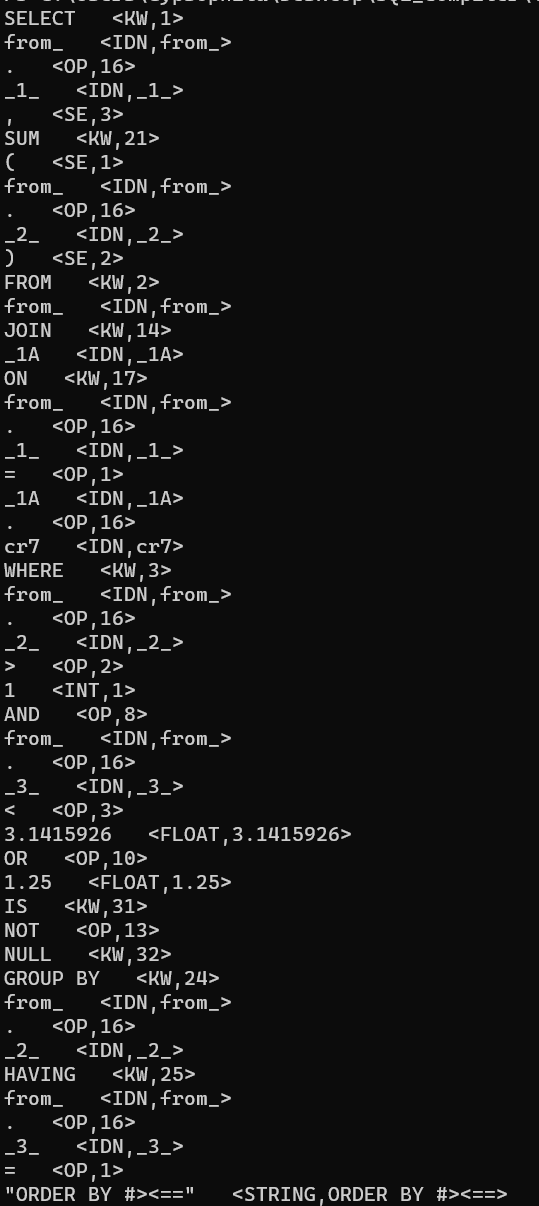 SELECT   <KW,1>
from_   <IDN,from_>
.   <OP,16>
_1_   <IDN,_1_>
,   <SE,3>
SUM   <KW,21>
(   <SE,1>
from_   <IDN,from_>
.   <OP,16>
_2_   <IDN,_2_>
)   <SE,2>
FROM   <KW,2>
from_   <IDN,from_>
JOIN   <KW,14>
_1A   <IDN,_1A>
ON   <KW,17>
from_   <IDN,from_>
.   <OP,16>
_1_   <IDN,_1_>
=   <OP,1>
_1A   <IDN,_1A>
.   <OP,16>
cr7   <IDN,cr7>
WHERE   <KW,3>
from_   <IDN,from_>
.   <OP,16>
_2_   <IDN,_2_>
>   <OP,2>
1   <INT,1>
AND   <OP,8>
from_   <IDN,from_>
.   <OP,16>
_3_   <IDN,_3_>
<   <OP,3>
3.1415926   <FLOAT,3.1415926>
OR   <OP,10>
1.25   <FLOAT,1.25>
IS   <KW,31>
NOT   <OP,13>
NULL   <KW,32>
GROUP BY   <KW,24>
from_   <IDN,from_>
.   <OP,16>
_2_   <IDN,_2_>
HAVING   <KW,25>
from_   <IDN,from_>
.   <OP,16>
_3_   <IDN,_3_>
=   <OP,1>
"ORDER BY #><=="   <STRING,ORDER BY #><==>